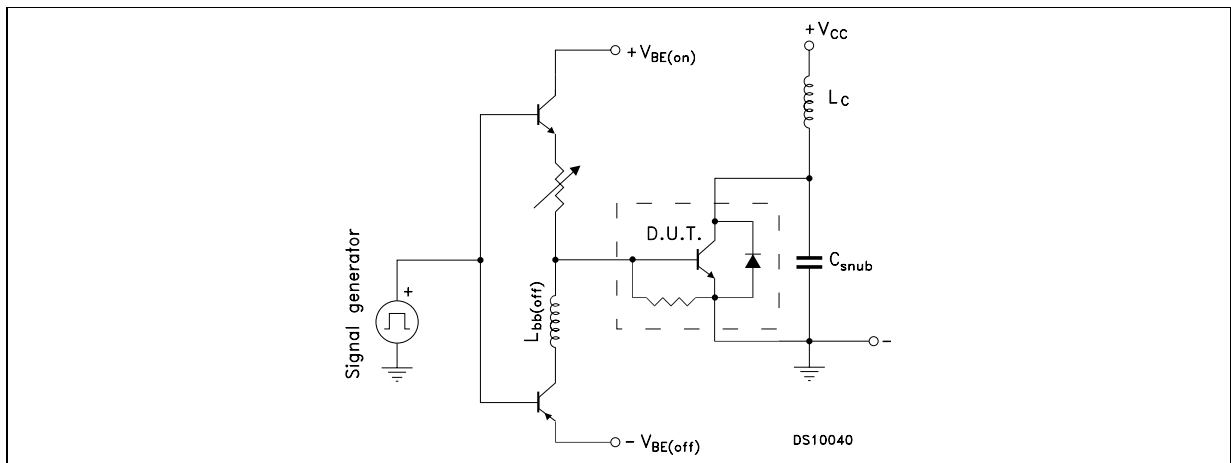 + VBE(on)
+ VCC
LC
D.U.T.
Csnub
Signal generator
+
Lbb(off)
-
- VBE(off)
DS10040